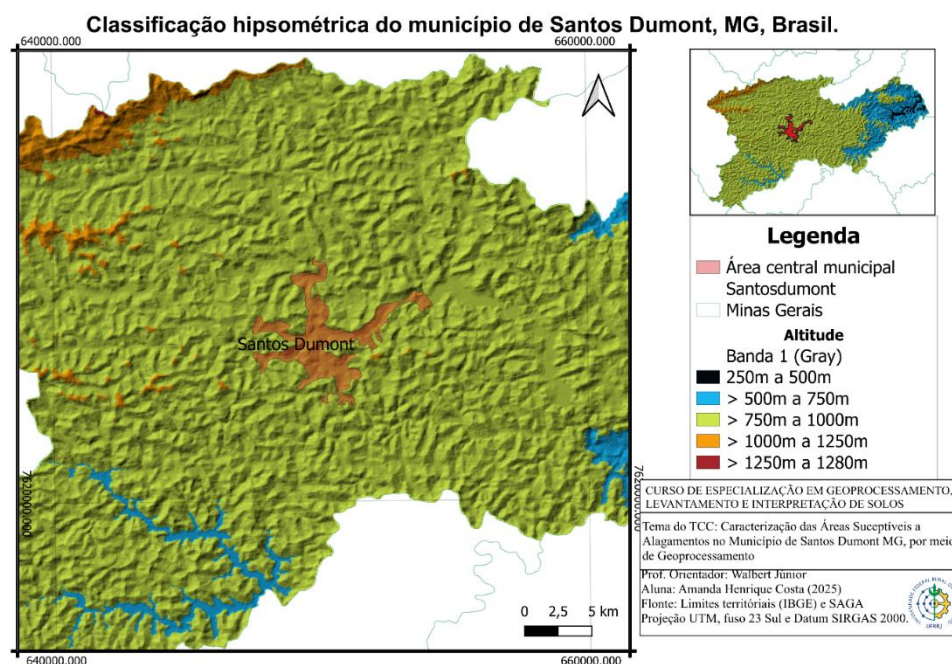 Classificação hipsométrica do município de Santos Dumont, MG, Brasil.
640000.000
660000.000
Santos Dumont
7620000.000
7620000.000
0 2,5 5 km
640000.000
660000.000
Legenda
Área central municipal
Santosdumont
Minas Gerais
Altitude
Banda 1 (Gray)
250m a 500m
> 500m a 750m
> 750m a 1000m
> 1000m a 1250m
> 1250m a 1280m
CURSO DE ESPECIALIZAÇÃO EM GEOPROCESSAMENTO,
LEVANTAMENTO E INTERPRETAÇÃO DE SOLOS
Tema do TCC: Caracterização das Áreas Suceptíveis a
Alagamentos no Município de Santos Dumont MG, por meio
de Geoprocessamento
Prof. Orientador: Walbert Júnior
Aluna: Amanda Henrique Costa (2025)
Flonte: Limites territóriais (IBGE) e SAGA
Projeção UTM, fuso 23 Sul e Datum SIRGAS 2000.
UFRRJ